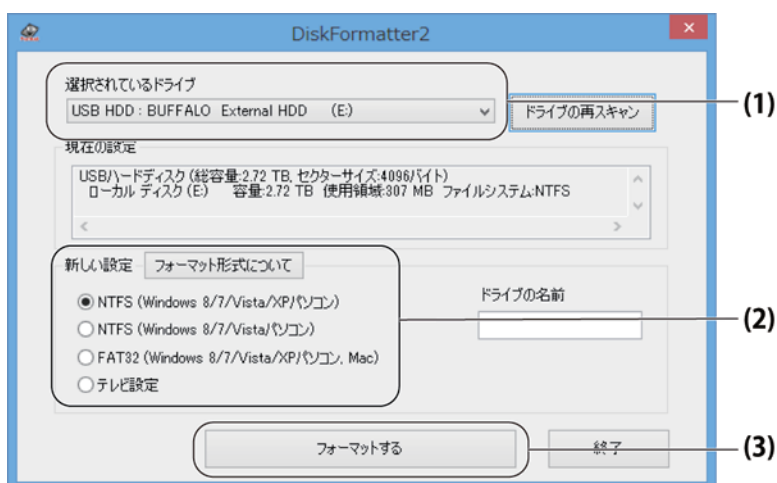 DiskFormatter2
選択されているドライブ
USB HDD : BUFFALO External HDD (E:)
ドライブの再スキャン
(1)
現在の設定
USBハードディスク (総容量:2.72 TB, セクターサイズ:4096バイト)
ローカル ディスク (E:) 容量:2.72 TB 使用領域:307 MB ファイルシステム:NTFS
新しい設定 フォーマット形式について
NTFS (Windows 8/7/Vista/XPパソコン)
NTFS (Windows 8/7/Vistaパソコン)
FAT32 (Windows 8/7/Vista/XPパソコン, Mac)
テレビ設定
ドライブの名前
(2)
フォーマットする
終了
(3)